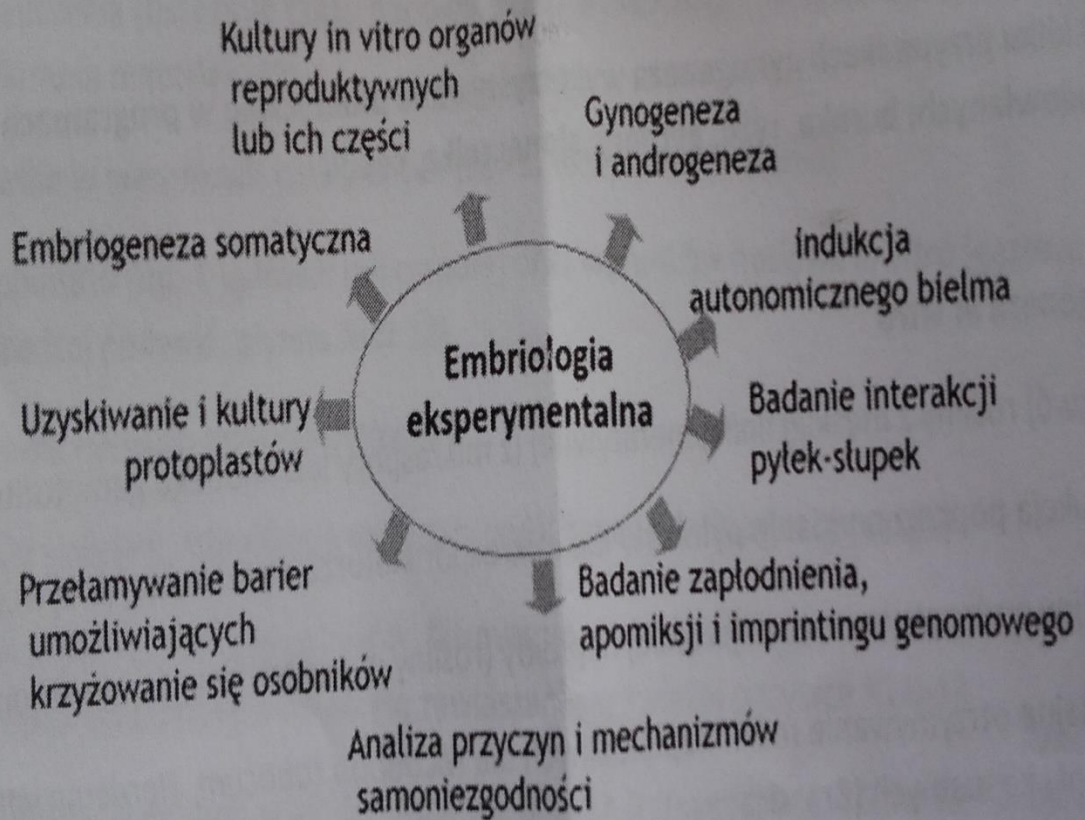 Kultury in vitro organów
reproduktywnych
lub ich części
Gynogeneza
i androgeneza
Embriogeneza somatyczna
indukcja
autonomicznego bielma
Embriologia
eksperymentalna
Uzyskiwanie i kultury
protoplastów
Badanie interakcji
pyłek-słupek
Przełamywanie barier
umożliwiających
krzyżowanie się osobników
Badanie zapłodnienia,
apomiksji i imprintingu genomowego
Analiza przyczyn i mechanizmów
samoniezgodności